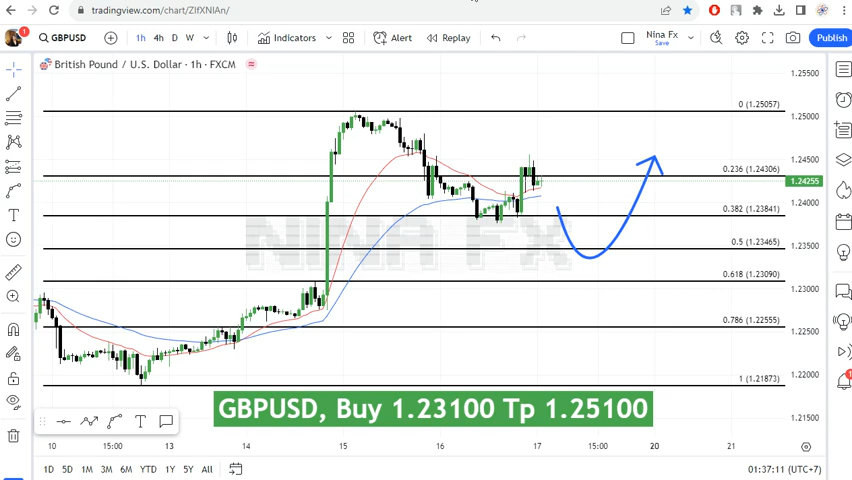 tradingview.com/chart/ZIfXNIAn/
GBPUSD 1h 4h D W Indicators Alert Replay Nina Fx Save Publish
British Pound / U.S. Dollar · 1h · FXCM
1.25500
0 (1.25057)
1.25000
1.24500
0.236 (1.24306)
1.24255
1.24000
0.382 (1.23841)
0.5 (1.23465)
1.23500
NINA FX
0.618 (1.23090)
1.23000
1.22500
0.786 (1.22555)
1.22000
1 (1.21873)
GBPUSD, Buy 1.23100 Tp 1.25100
1.21500
10 15:00 13 14 15 16 17 15:00 20 21
1D 5D 1M 3M 6M YTD 1Y 5Y All
01:37:11 (UTC+7)